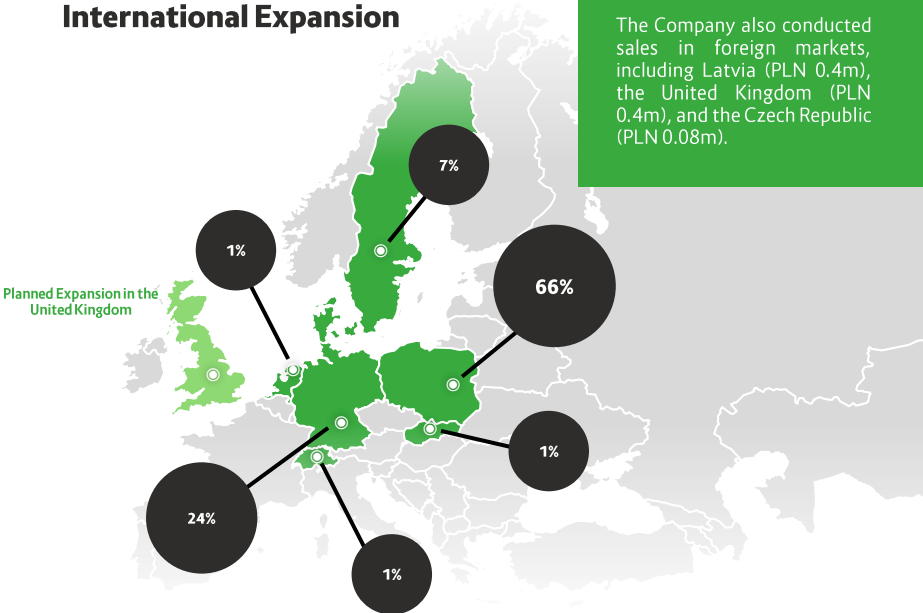 International Expansion
The Company also conducted
sales in foreign markets,
including Latvia (PLN 0.4m),
the United Kingdom (PLN
0.4m), and the Czech Republic
(PLN 0.08m).
7%
1%
66%
Planned Expansion in the
United Kingdom
1%
24%
1%